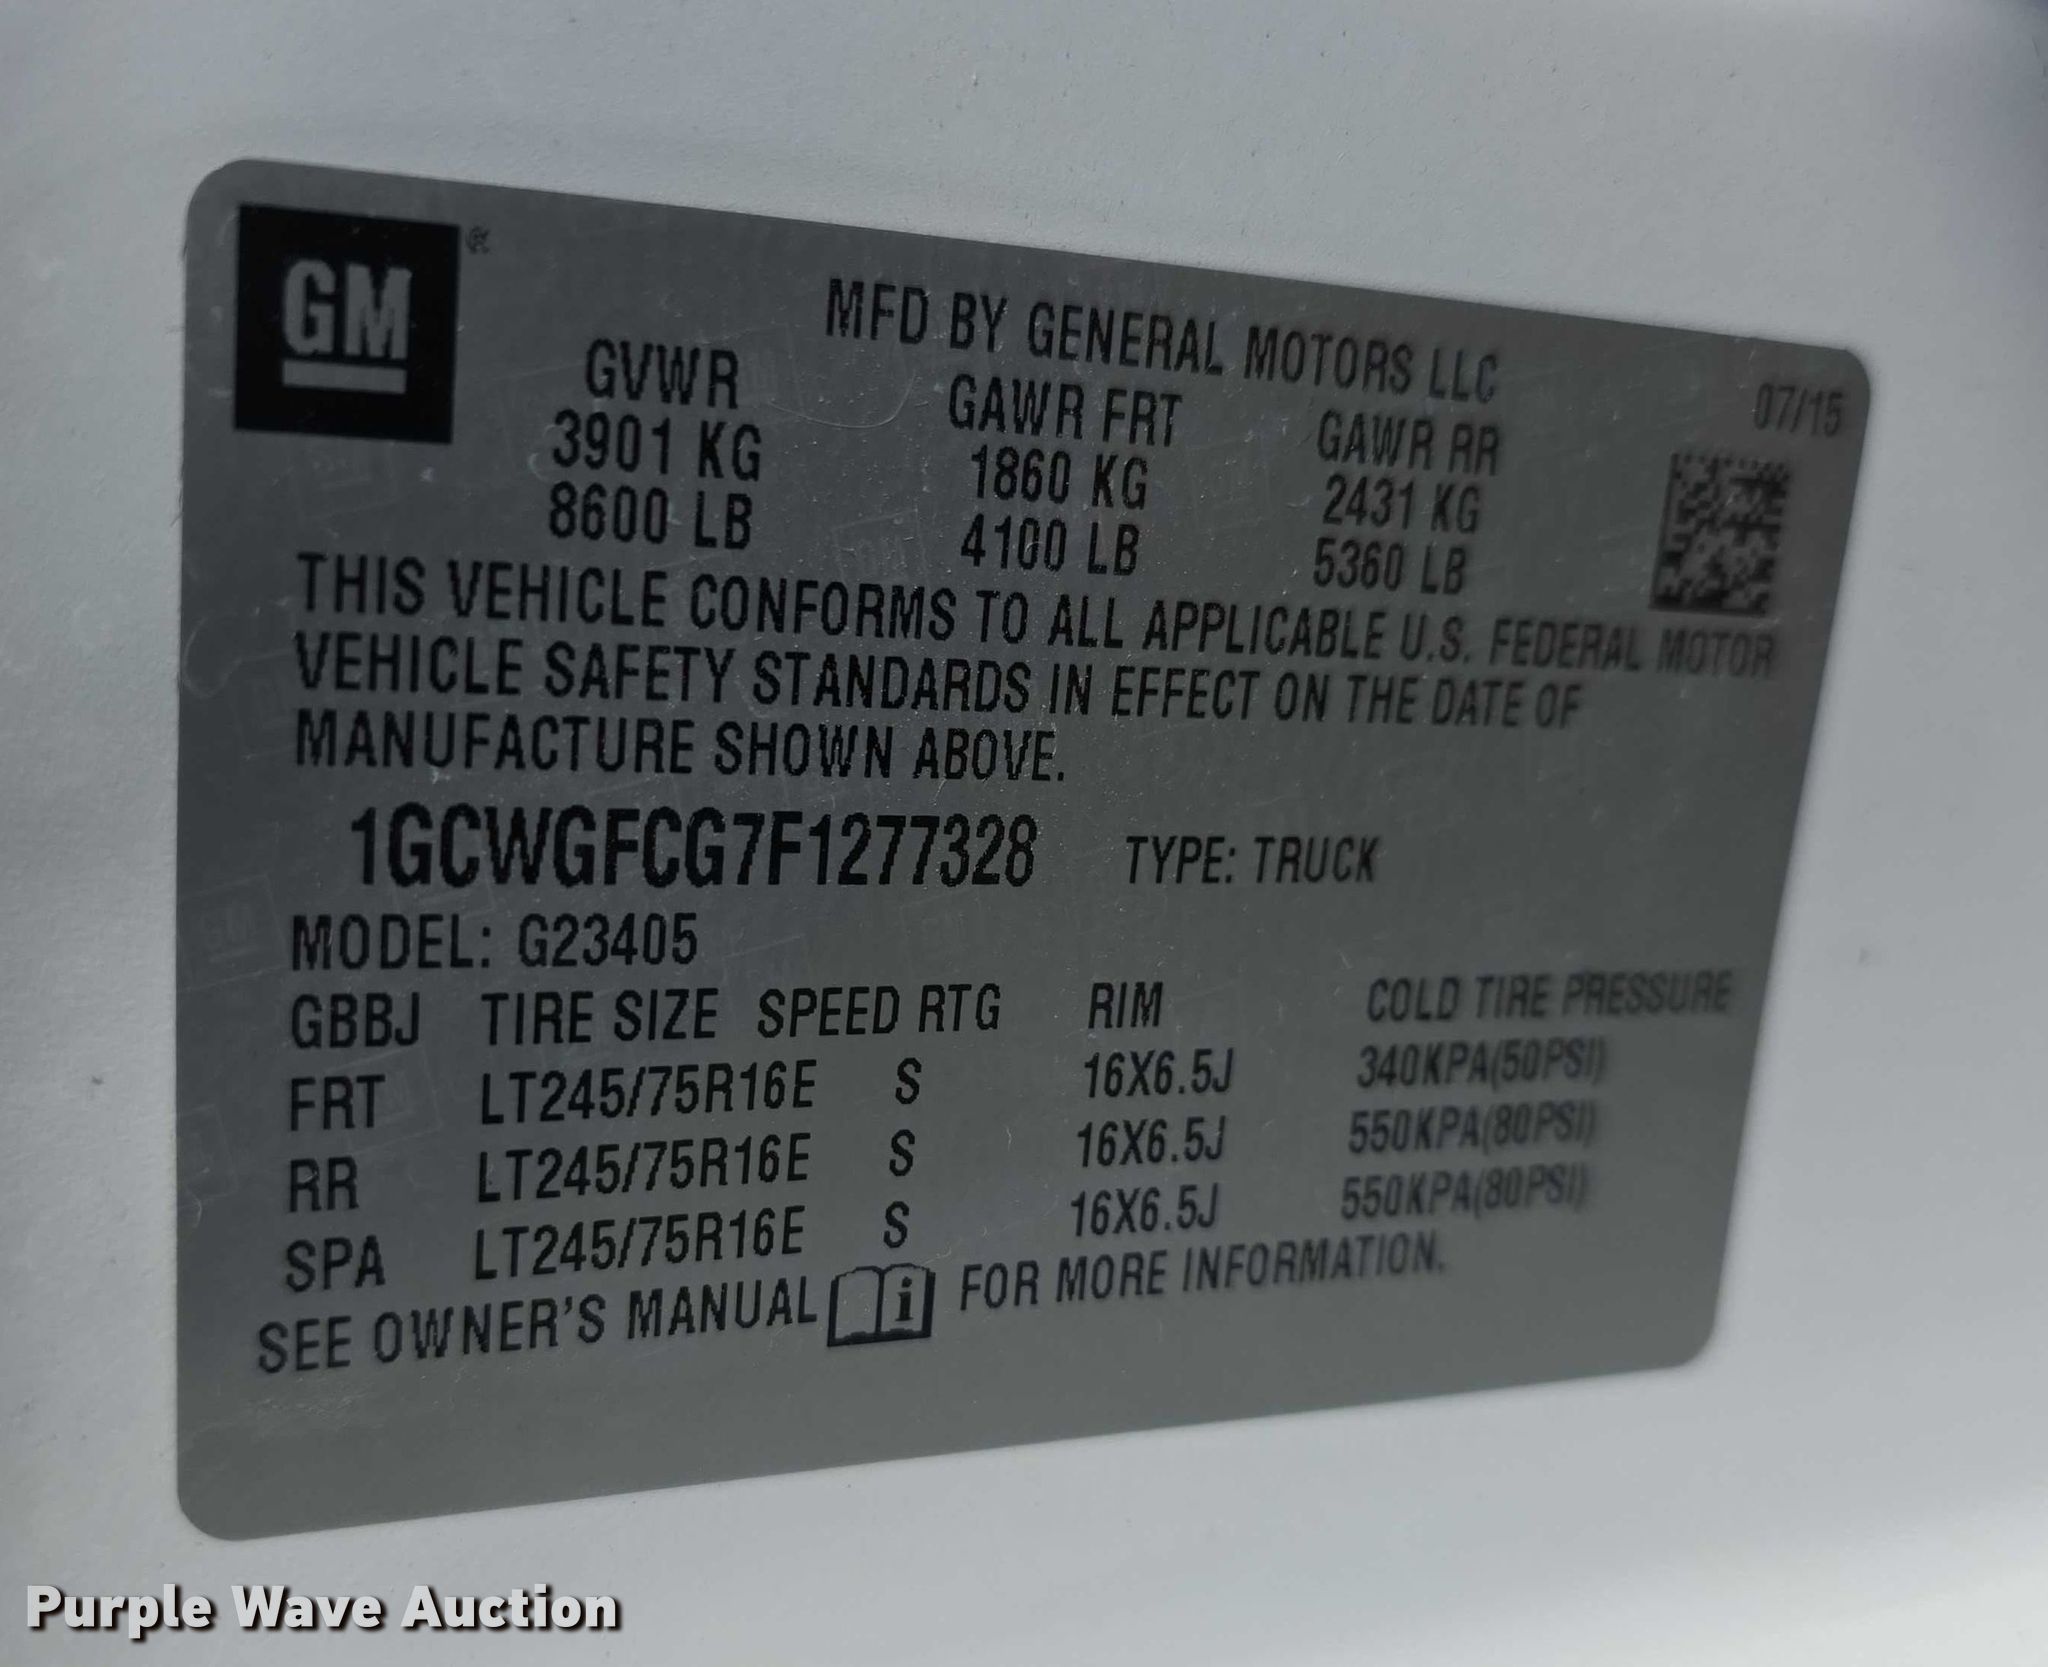 GM ®
MFD BY GENERAL MOTORS LLC
07/15
GVWR GAWR FRT GAWR RR
3901 KG 1860 KG 2431 KG
8600 LB 4100 LB 5360 LB
THIS VEHICLE CONFORMS TO ALL APPLICABLE U.S. FEDERAL MOTOR
VEHICLE SAFETY STANDARDS IN EFFECT ON THE DATE OF
MANUFACTURE SHOWN ABOVE.
1GCWGFCG7F1277328 TYPE: TRUCK
MODEL: G23405
GBBJ TIRE SIZE SPEED RTG RIM COLD TIRE PRESSURE
FRT LT245/75R16E S 16X6.5J 340KPA(50PSI)
RR LT245/75R16E S 16X6.5J 550KPA(80PSI)
SPA LT245/75R16E S 16X6.5J 550KPA(80PSI)
SEE OWNER'S MANUAL i FOR MORE INFORMATION.
Purple Wave Auction